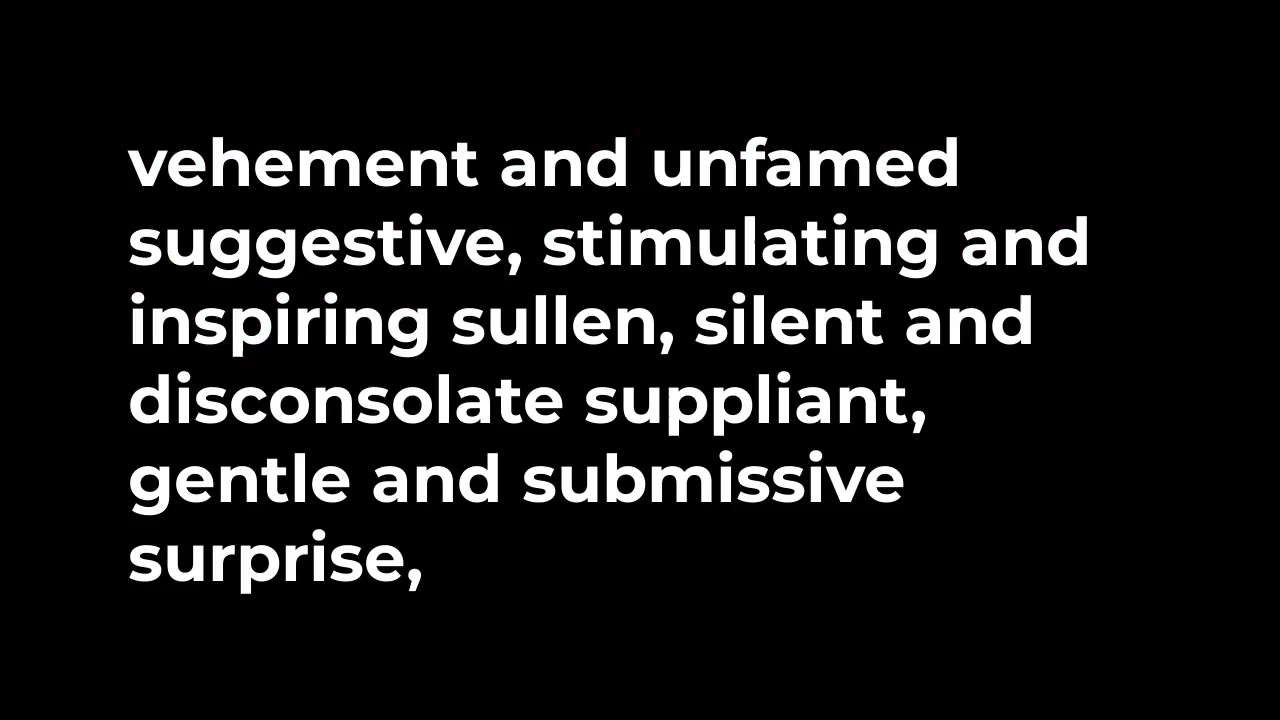 vehement and unfamed
suggestive, stimulating and
inspiring sullen, silent and
disconsolate suppliant,
gentle and submissive
surprise,